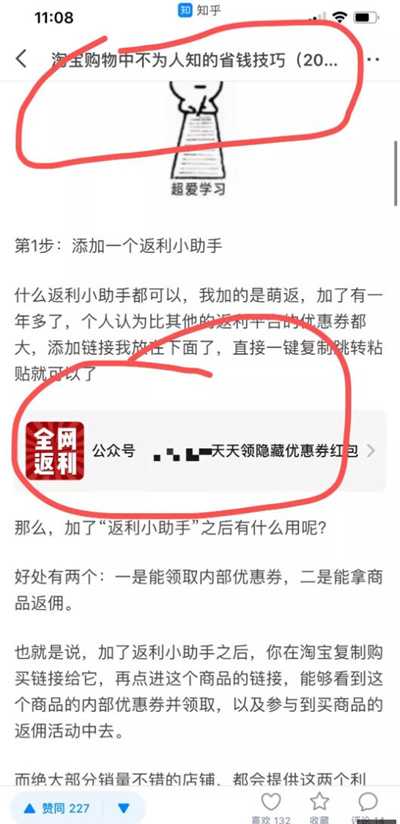 11:08
知 知乎
淘宝购物中不为人知的省钱技巧（20...
超爱学习
第1步：添加一个返利小助手
什么返利小助手都可以，我加的是萌返，加了有一
年多了，个人认为比其他的返利平台的优惠券都
大，添加链接我放在下面了，直接一键复制跳转粘
贴就可以了
全网
返利
公众号
天天领隐藏优惠券红包
那么，加了“返利小助手”之后有什么用呢？
好处有两个：一是能领取内部优惠券，二是能拿商
品返佣。
也就是说，加了返利小助手之后，你在淘宝复制购
买链接给它，再点进这个商品的链接，能够看到这
个商品的内部优惠券并领取，以及参与到买商品的
返佣活动中去。
而绝大部分销量不错的店铺，都会提供这两个利
赞同 227
喜欢 132
收藏